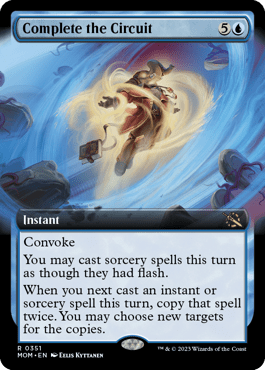 Complete the Circuit 5
Instant
Convoke
You may cast sorcery spells this turn
as though they had flash.
When you next cast an instant or
sorcery spell this turn, copy that spell
twice. You may choose new targets
for the copies.
R 0351
MOM • EN EELIS KYTTANEN
™ & © 2023 Wizards of the Coast